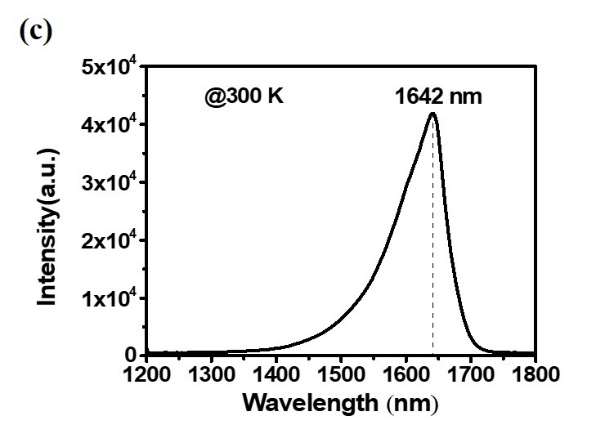 (c)
5x10⁴
@300 K
1642 nm
4x10⁴
3x10⁴
2x10⁴
1x10⁴
0
Intensity(a.u.)
1200 1300 1400 1500 1600 1700 1800
Wavelength (nm)